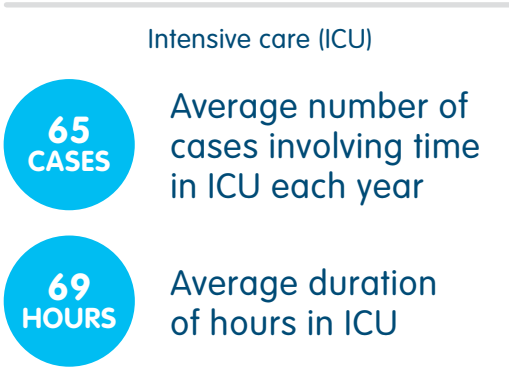 Intensive care (ICU)
65
CASES
Average number of
cases involving time
in ICU each year
69
HOURS
Average duration
of hours in ICU